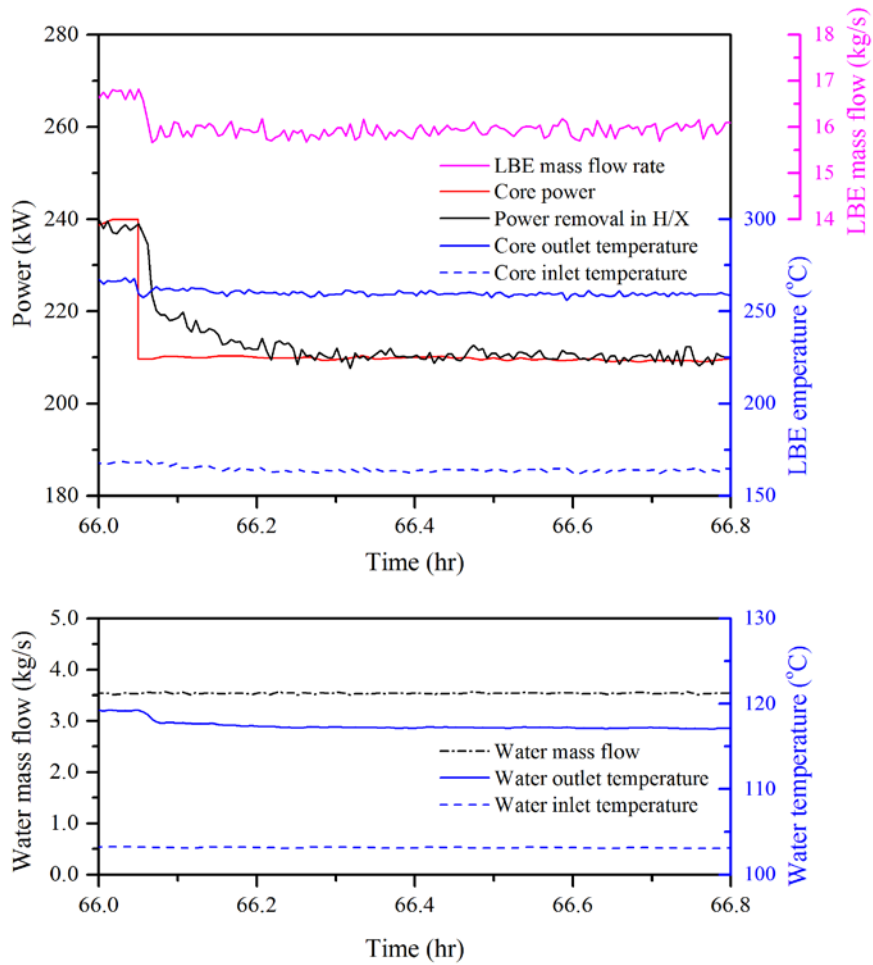 280
260
240
220
200
180
Power (kW)
66.0
66.2
66.4
66.6
66.8
Time (hr)
18
17
16
15
14
LBE mass flow (kg/s)
300
250
200
150
LBE emperature (°C)
LBE mass flow rate
Core power
Power removal in H/X
Core outlet temperature
Core inlet temperature
5.0
4.0
3.0
2.0
1.0
0.0
Water mass flow (kg/s)
66.0
66.2
66.4
66.6
66.8
Time (hr)
130
120
110
100
Water temperature (°C)
Water mass flow
Water outlet temperature
Water inlet temperature